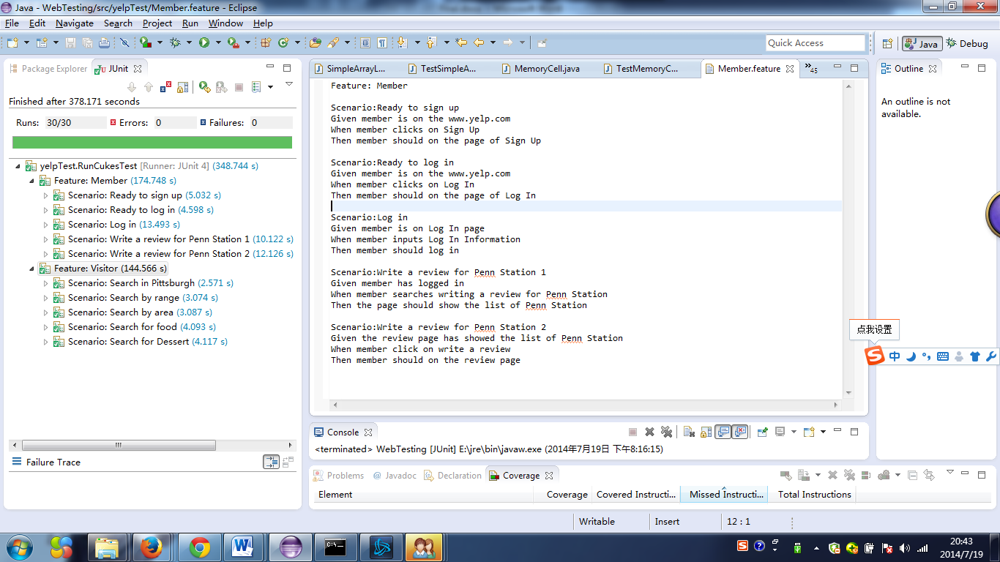 Java - WebTesting/src/yelpTest/Member.feature - Eclipse
File Edit Navigate Search Project Run Window Help
Quick Access
Java
Debug
Package Explorer
JUnit
Finished after 378.171 seconds
Runs: 30/30 Errors: 0 Failures: 0
yelpTest.RunCukesTest [Runner: JUnit 4] (348.744 s)
Feature: Member (174.748 s)
Scenario: Ready to sign up (5.032 s)
Scenario: Ready to log in (4.598 s)
Scenario: Log in (13.493 s)
Scenario: Write a review for Penn Station 1 (10.122 s)
Scenario: Write a review for Penn Station 2 (12.126 s)
Feature: Visitor (144.566 s)
Scenario: Search in Pittsburgh (2.571 s)
Scenario: Search by range (3.074 s)
Scenario: Search by area (3.087 s)
Scenario: Search for food (4.093 s)
Scenario: Search for Dessert (4.117 s)
Failure Trace
SimpleArrayL... TestSimpleA... MemoryCell.java TestMemoryC... Member.feature »45
Feature: Member
Scenario:Ready to sign up
Given member is on the www.yelp.com
When member clicks on Sign Up
Then member should on the page of Sign Up
Scenario:Ready to log in
Given member is on the www.yelp.com
When member clicks on Log In
Then member should on the page of Log In
Scenario:Log in
Given member is on Log In page
When member inputs Log In Information
Then member should log in
Scenario:Write a review for Penn Station 1
Given member has logged in
When member searches writing a review for Penn Station
Then the page should show the list of Penn Station
Scenario:Write a review for Penn Station 2
Given the review page has showed the list of Penn Station
When member click on write a review
Then member should on the review page
Outline
An outline is not
available.
点我设置
S 中
Console
<terminated> WebTesting [JUnit] E:\jre\bin\javaw.exe (2014年7月19日 下午8:16:15)
Problems @ Javadoc Declaration Coverage
Element Coverage Covered Instructi... Missed Instructi... Total Instructions
Writable Insert 12 : 1
20:43
2014/7/19